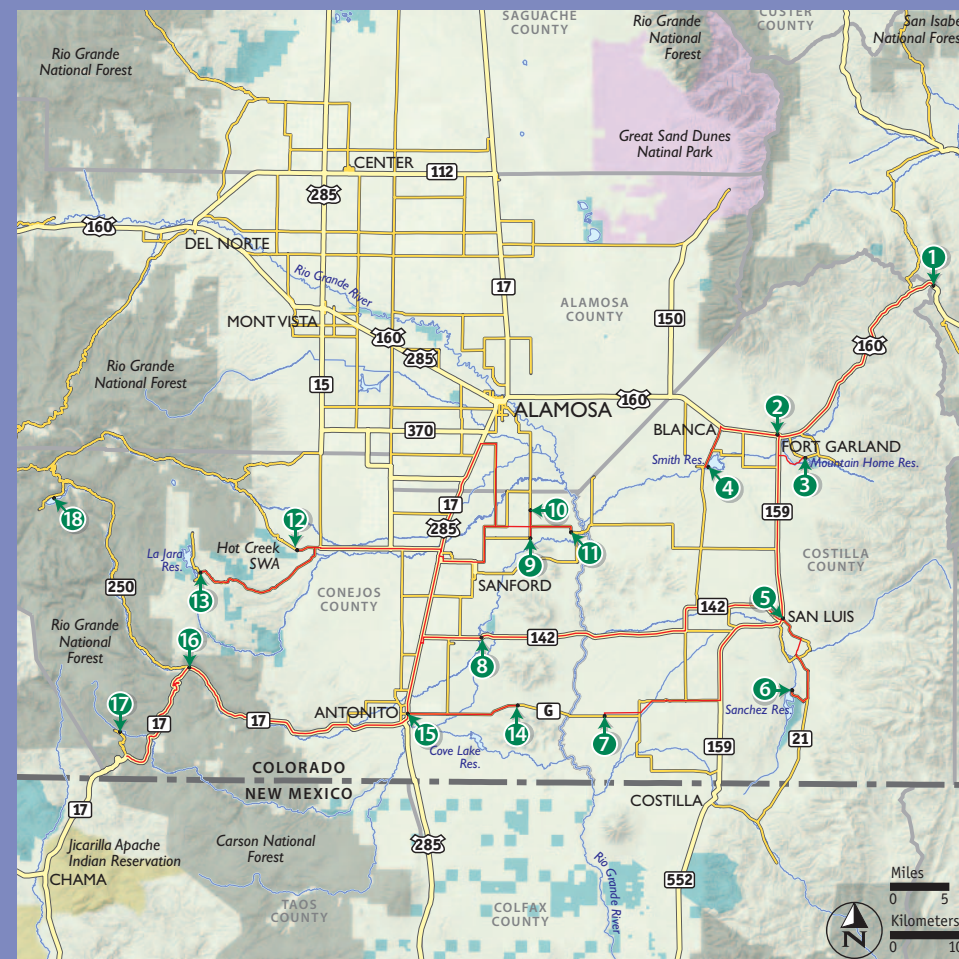 SAGUACHE
COUNTY
CUSTER
COUNTY
Rio Grande
National Forest
Rio Grande
National
Forest
San Isabe
National Fores
Great Sand Dunes
Natinal Park
CENTER
112
285
160
DEL NORTE
Rio Grande River
17
ALAMOSA
COUNTY
150
1
160
MONT VISTA
160
285
Rio Grande
National Forest
15
ALAMOSA
160
2
370
BLANCA
FORT GARLAND
Smith Res.
Mountain Home Res.
4
3
17
285
10
159
18
12
11
9
La Jara
Res.
Hot Creek
SWA
13
SANFORD
COSTILLA
COUNTY
250
CONEJOS
COUNTY
142
5
SAN LUIS
Rio Grande
National
Forest
16
142
8
6
Sanchez Res.
17
17
17
ANTONITO
15
14
G
7
Cove Lake
Res.
159
21
COLORADO
NEW MEXICO
17
COSTILLA
Jicarilla Apache
Indian Reservation
Carson National
Forest
285
CHAMA
Rio Grande River
552
TAOS
COUNTY
COLFAX
COUNTY
Miles
0 5
Kilometers
0 10
N